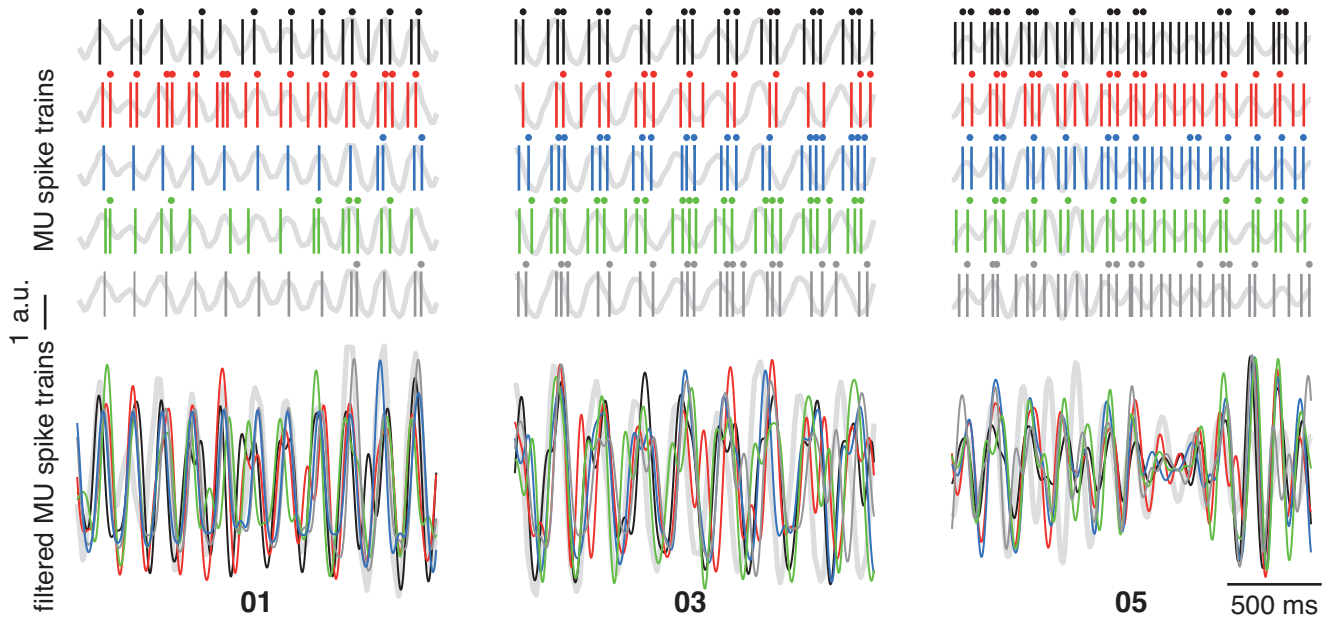 MU spike trains
1 a.u.
filtered MU spike trains
01
03
05
500 ms